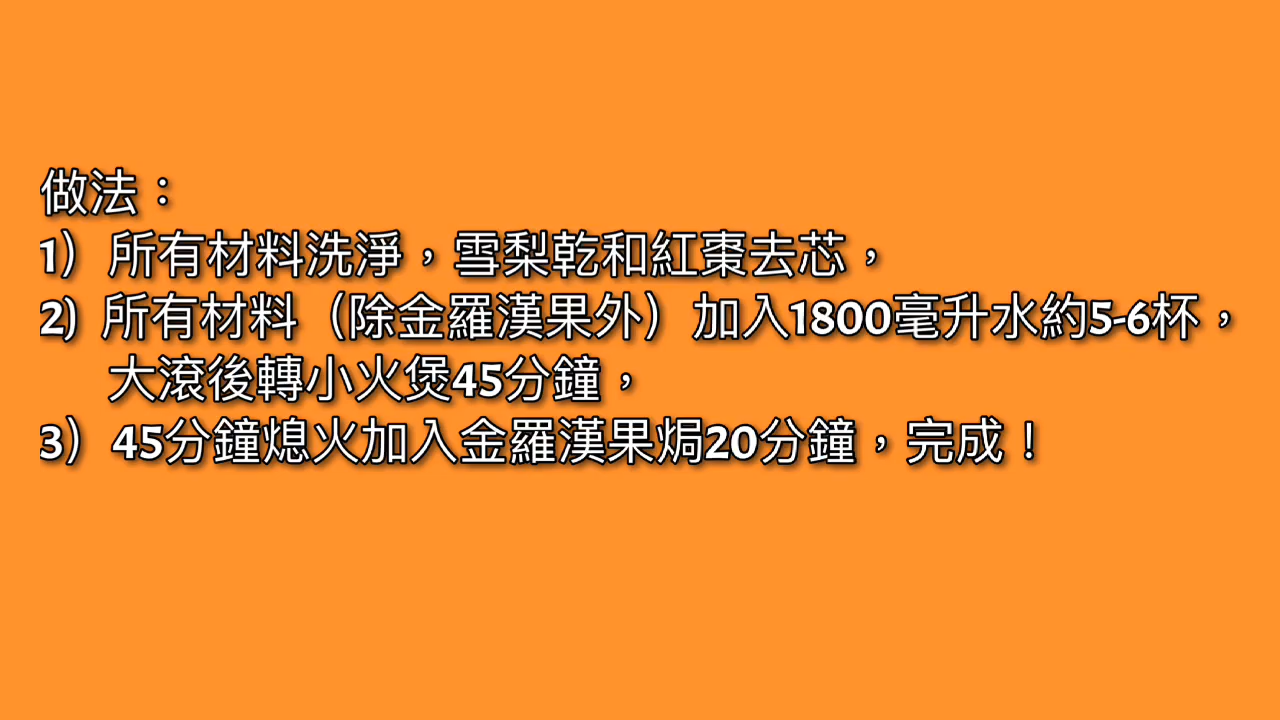 做法：
1）所有材料洗淨，雪梨乾和紅棗去芯，
2）所有材料（除金羅漢果外）加入1800毫升水約5-6杯，
大滾後轉小火煲45分鐘，
3）45分鐘熄火加入金羅漢果焗20分鐘，完成！